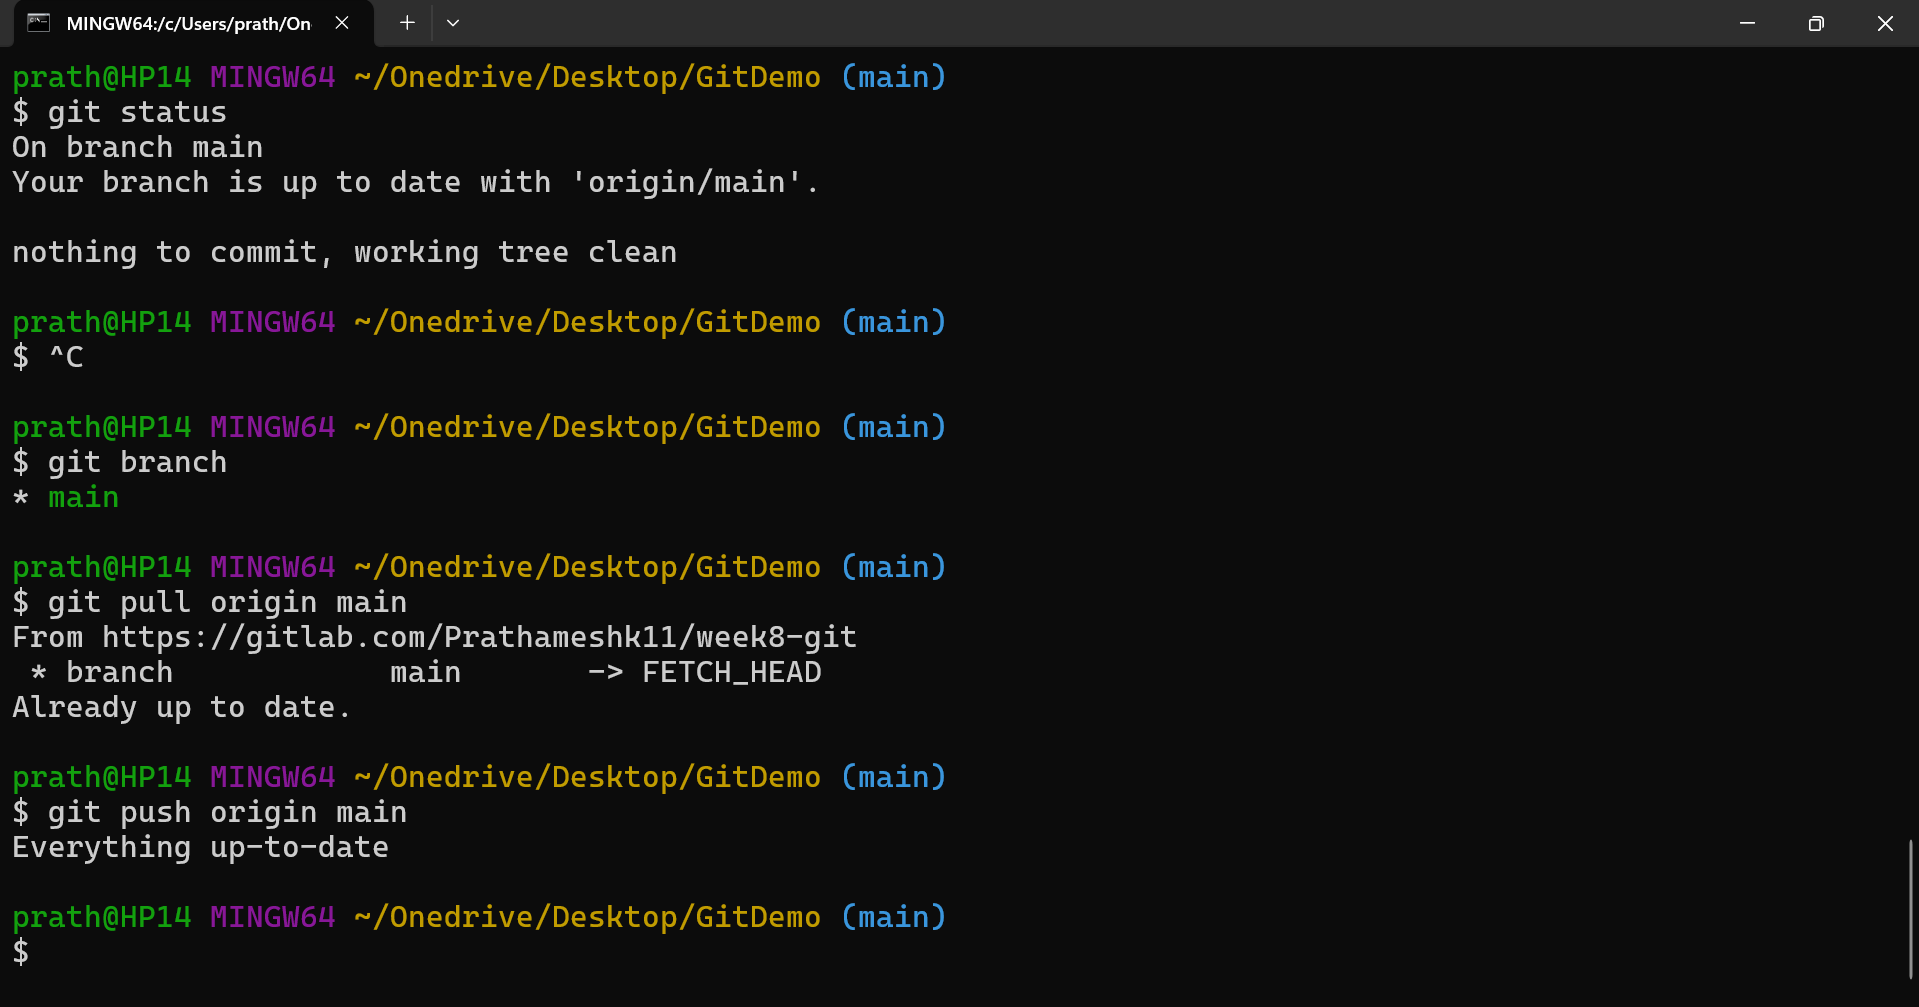 MINGW64:/c/Users/prath/On
prath@HP14 MINGW64 ~/Onedrive/Desktop/GitDemo (main)
$ git status
On branch main
Your branch is up to date with 'origin/main'.
nothing to commit, working tree clean
prath@HP14 MINGW64 ~/Onedrive/Desktop/GitDemo (main)
$ ^C
prath@HP14 MINGW64 ~/Onedrive/Desktop/GitDemo (main)
$ git branch
* main
prath@HP14 MINGW64 ~/Onedrive/Desktop/GitDemo (main)
$ git pull origin main
From https://gitlab.com/Prathameshk11/week8-git
 * branch            main       -> FETCH_HEAD
Already up to date.
prath@HP14 MINGW64 ~/Onedrive/Desktop/GitDemo (main)
$ git push origin main
Everything up-to-date
prath@HP14 MINGW64 ~/Onedrive/Desktop/GitDemo (main)
$